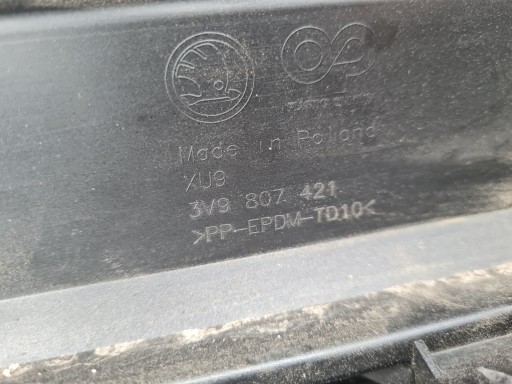 Made in Poland
XU9
3V9 807 421
>PP-EPDM-TD10<